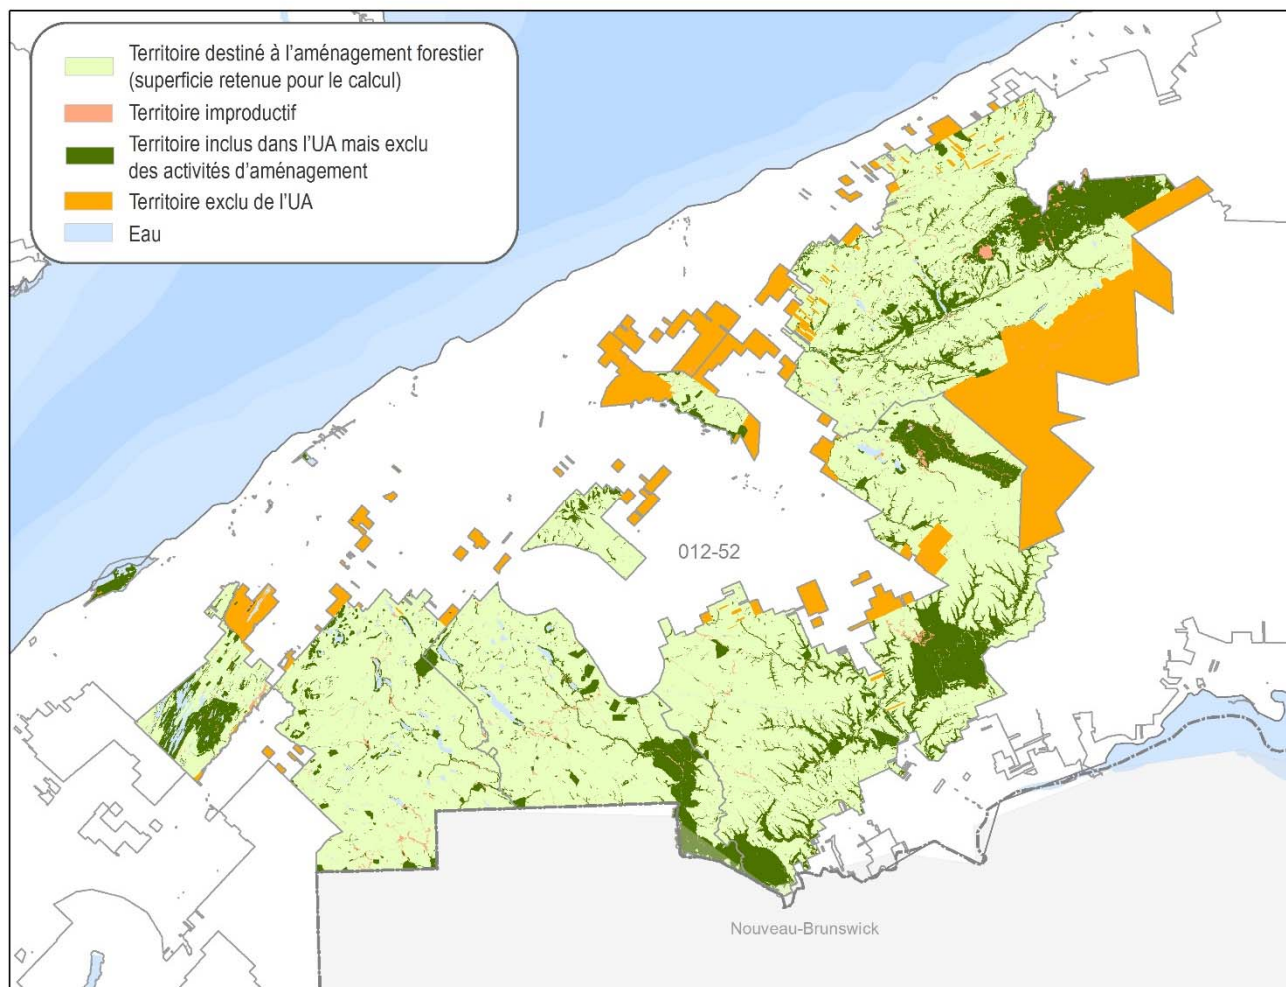 Territoire destiné à l'aménagement forestier
(superficie retenue pour le calcul)
Territoire improductif
Territoire inclus dans l'UA mais exclu
des activités d'aménagement
Territoire exclu de l'UA
Eau
012-52
Nouveau-Brunswick